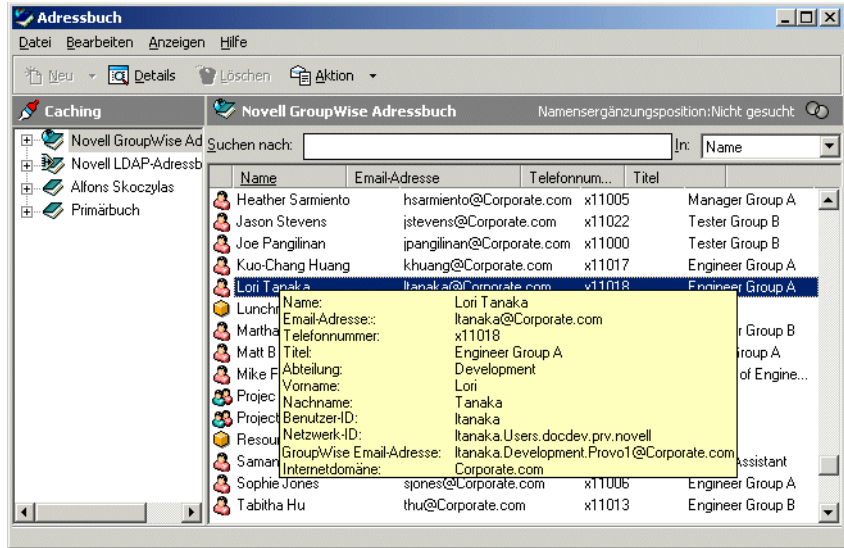 Adressbuch
Datei Bearbeiten Anzeigen Hilfe
Neu Details Löschen Aktion
Caching
Novell GroupWise Adressbuch Namensergänzungsposition:Nicht gesucht
Novell GroupWise Ad
Novell LDAP-Adressb
Alfons Skoczylas
Primärbuch
Suchen nach: In: Name
Name Email-Adresse Telefonnum... Titel
Heather Sarmiento hsarmiento@Corporate.com x11005 Manager Group A
Jason Stevens jstevens@Corporate.com x11022 Tester Group B
Joe Pangilinan jpangilinan@Corporate.com x11000 Tester Group B
Kuo-Chang Huang khuang@Corporate.com x11017 Engineer Group A
Lori Tanaka ltanaka@Corporate.com x11018 Engineer Group A
Martha r Group B
Matt B roup A
Mike F of Engine...
Projec
Project
Resour
Saman Assistant
Name: Lori Tanaka
Email-Adresse:: ltanaka@Corporate.com
Telefonnummer: x11018
Titel: Engineer Group A
Abteilung: Development
Vorname: Lori
Nachname: Tanaka
Benutzer-ID: ltanaka
Netzwerk-ID: ltanaka.Users.docdev.prv.novell
GroupWise Email-Adresse: ltanaka.Development.Provo1@Corporate.com
Internetdomäne: Corporate.com
Sophie Jones sjones@Corporate.com x11006 Engineer Group A
Tabitha Hu thu@Corporate.com x11013 Engineer Group B